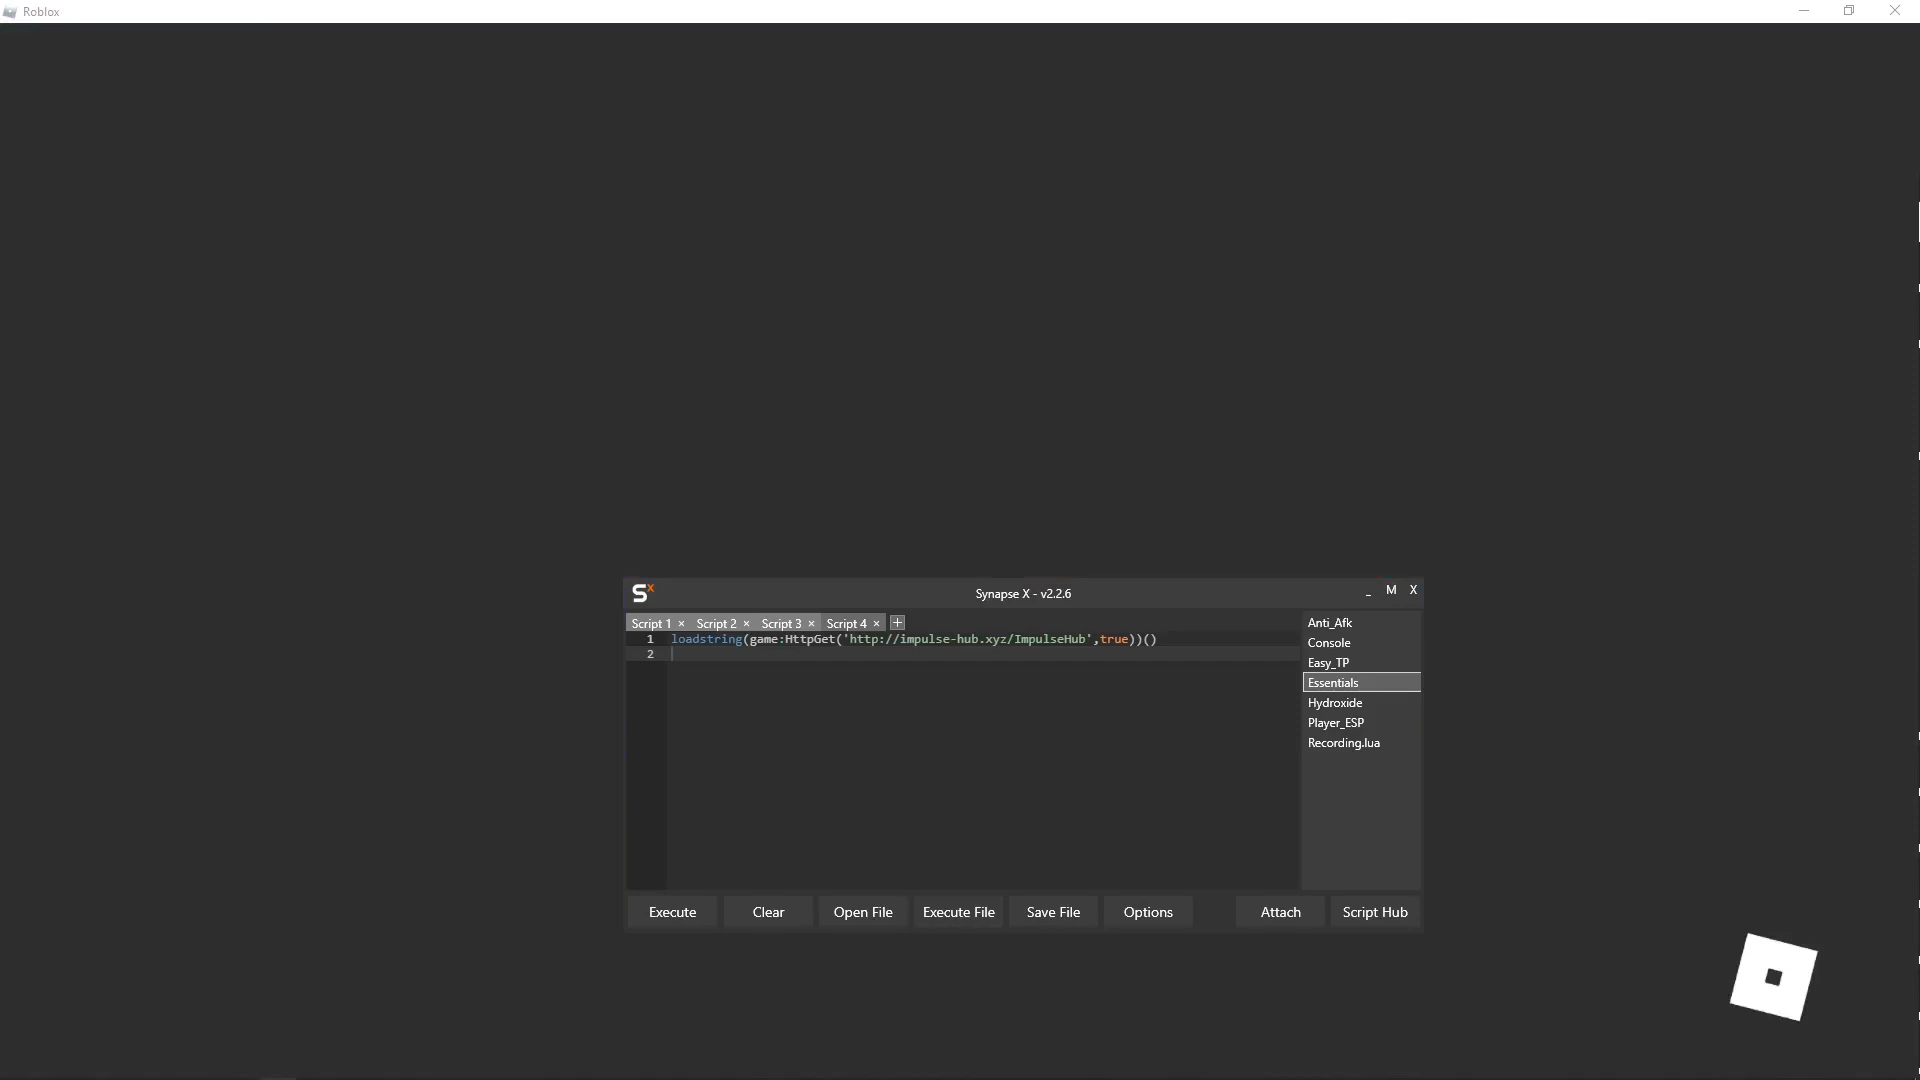 Roblox
Sx
Synapse X - v2.2.6
_ M X
Script 1 × Script 2 × Script 3 × Script 4 × +
1 loadstring(game:HttpGet('http://impulse-hub.xyz/ImpulseHub',true))()
2
Anti_Afk
Console
Easy_TP
Essentials
Hydroxide
Player_ESP
Recording.lua
Execute Clear Open File Execute File Save File Options Attach Script Hub